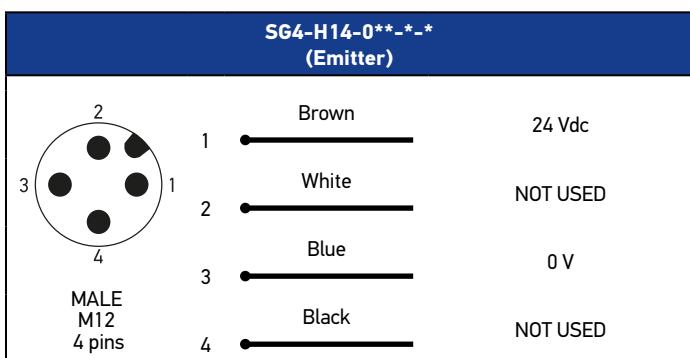 SG4-H14-0**-*-*
(Emitter)
2
3
1
4
MALE
M12
4 pins
1 Brown 24 Vdc
2 White NOT USED
3 Blue 0 V
4 Black NOT USED